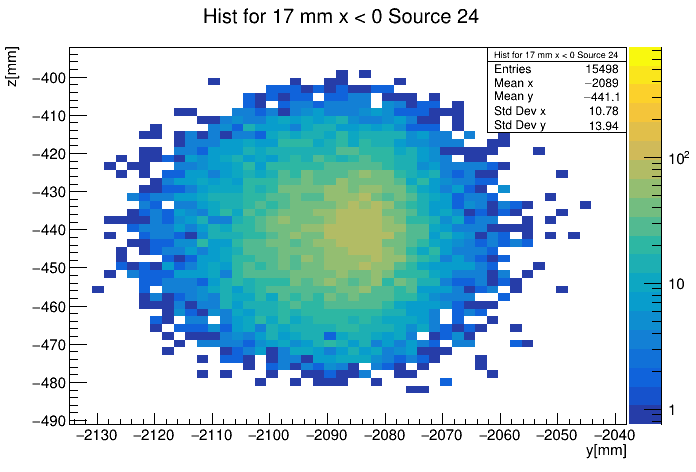 Hist for 17 mm x < 0 Source 24
z[mm]
Hist for 17 mm x < 0 Source 24
Entries 15498
Mean x −2089
Mean y −441.1
Std Dev x 10.78
Std Dev y 13.94
−400
−410
−420
−430
−440
−450
−460
−470
−480
−490
10²
10
1
−2130 −2120 −2110 −2100 −2090 −2080 −2070 −2060 −2050 −2040
y[mm]